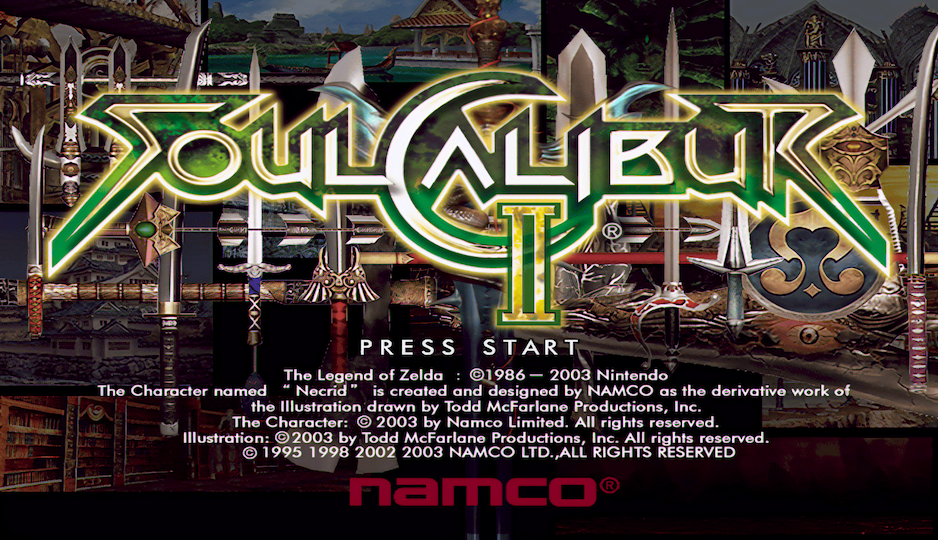 SOULCALIBUR
II®
PRESS START
The Legend of Zelda : ©1986 — 2003 Nintendo
The Character named “ Necrid ” is created and designed by NAMCO as the derivative work of
the Illustration drawn by Todd McFarlane Productions, Inc.
The Character: © 2003 by Namco Limited. All rights reserved.
Illustration: ©2003 by Todd McFarlane Productions, Inc. All rights reserved.
© 1995 1998 2002 2003 NAMCO LTD.,ALL RIGHTS RESERVED
namco®